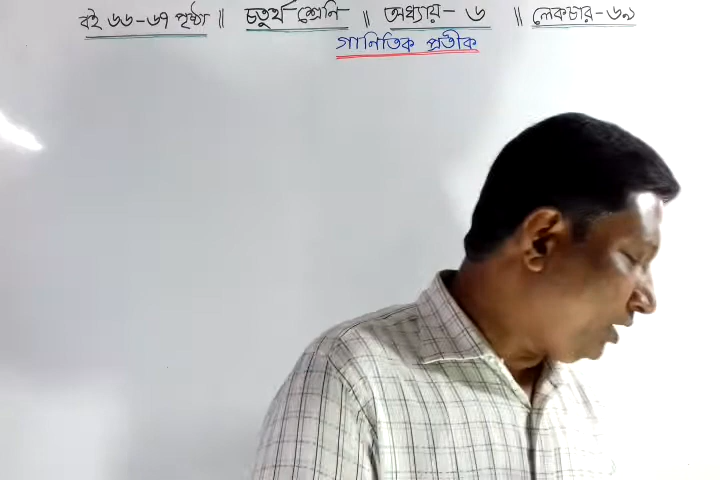 বই ৬৬-৬৭ পৃষ্ঠা || চতুর্থ শ্রেনি || অধ্যায়- ৬ || লেকচার-৬৯
গাণিতিক প্রতীক